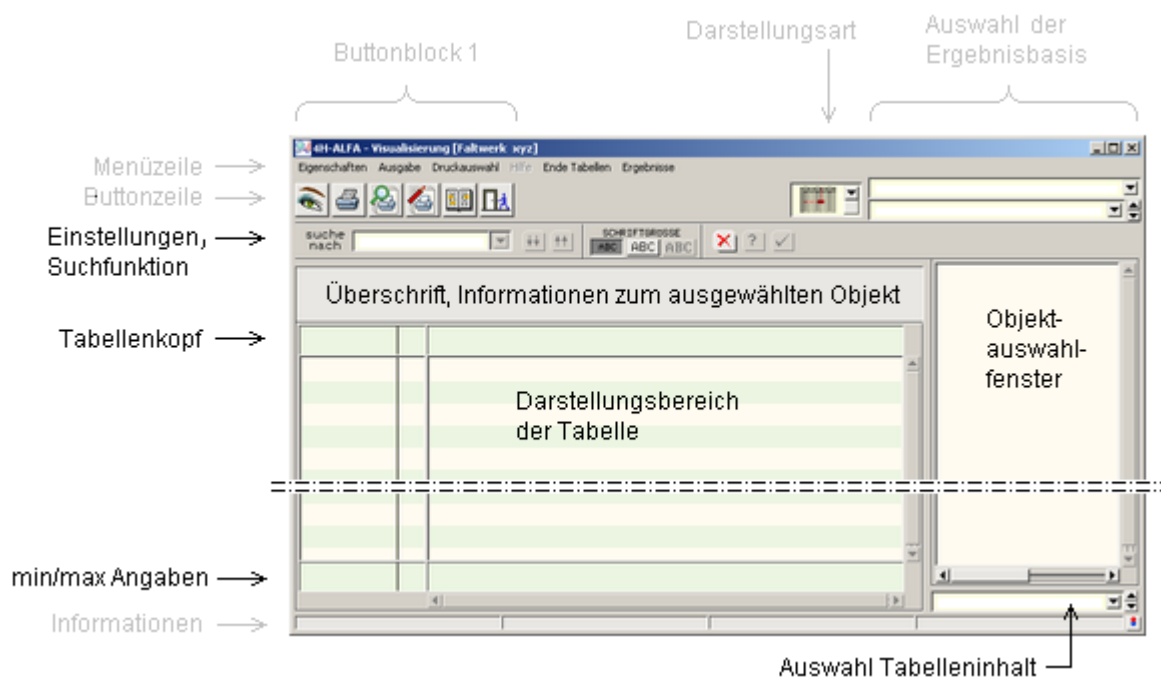 Darstellungsart
Auswahl der
Ergebnisbasis
Buttonblock 1
4H-ALFA - Visualisierung [Faltwerk xyz]
Menüzeile
Eigenschaften Ausgabe Druckauswahl Hilfe Ende Tabellen Ergebnisse
Buttonzeile
Einstellungen,
Suchfunktion
suche
nach
SCHRIFTGRÖSSE
ABC ABC ABC
Überschrift, Informationen zum ausgewählten Objekt
Tabellenkopf
Objekt-
auswahl-
fenster
Darstellungsbereich
der Tabelle
min/max Angaben
Informationen
Auswahl Tabelleninhalt